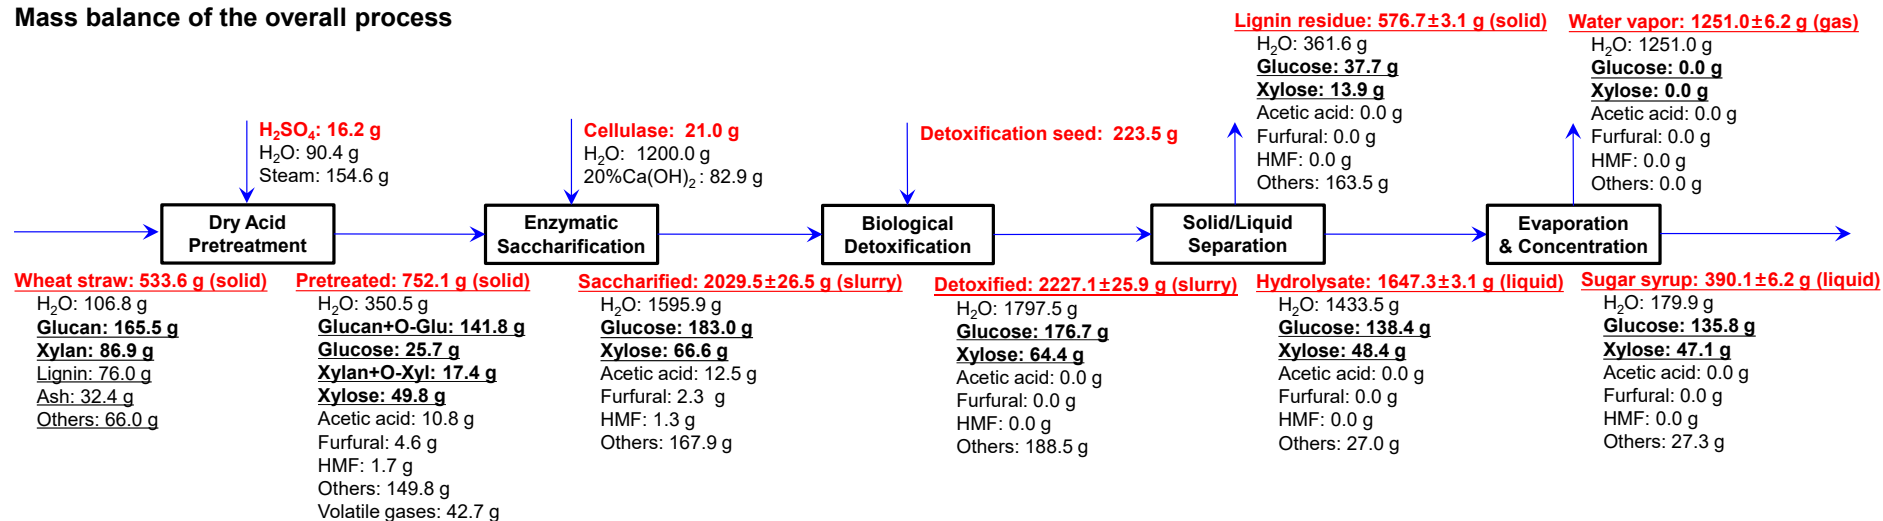 Mass balance of the overall process
Lignin residue: 576.7±3.1 g (solid)
H₂O: 361.6 g
Glucose: 37.7 g
Xylose: 13.9 g
Acetic acid: 0.0 g
Furfural: 0.0 g
HMF: 0.0 g
Others: 163.5 g
Water vapor: 1251.0±6.2 g (gas)
H₂O: 1251.0 g
Glucose: 0.0 g
Xylose: 0.0 g
Acetic acid: 0.0 g
Furfural: 0.0 g
HMF: 0.0 g
Others: 0.0 g
H₂SO₄: 16.2 g
H₂O: 90.4 g
Steam: 154.6 g
Cellulase: 21.0 g
H₂O: 1200.0 g
20%Ca(OH)₂ : 82.9 g
Detoxification seed: 223.5 g
Dry Acid
Pretreatment
Enzymatic
Saccharification
Biological
Detoxification
Solid/Liquid
Separation
Evaporation
& Concentration
Wheat straw: 533.6 g (solid)
H₂O: 106.8 g
Glucan: 165.5 g
Xylan: 86.9 g
Lignin: 76.0 g
Ash: 32.4 g
Others: 66.0 g
Pretreated: 752.1 g (solid)
H₂O: 350.5 g
Glucan+O-Glu: 141.8 g
Glucose: 25.7 g
Xylan+O-Xyl: 17.4 g
Xylose: 49.8 g
Acetic acid: 10.8 g
Furfural: 4.6 g
HMF: 1.7 g
Others: 149.8 g
Volatile gases: 42.7 g
Saccharified: 2029.5±26.5 g (slurry)
H₂O: 1595.9 g
Glucose: 183.0 g
Xylose: 66.6 g
Acetic acid: 12.5 g
Furfural: 2.3 g
HMF: 1.3 g
Others: 167.9 g
Detoxified: 2227.1±25.9 g (slurry)
H₂O: 1797.5 g
Glucose: 176.7 g
Xylose: 64.4 g
Acetic acid: 0.0 g
Furfural: 0.0 g
HMF: 0.0 g
Others: 188.5 g
Hydrolysate: 1647.3±3.1 g (liquid)
H₂O: 1433.5 g
Glucose: 138.4 g
Xylose: 48.4 g
Acetic acid: 0.0 g
Furfural: 0.0 g
HMF: 0.0 g
Others: 27.0 g
Sugar syrup: 390.1±6.2 g (liquid)
H₂O: 179.9 g
Glucose: 135.8 g
Xylose: 47.1 g
Acetic acid: 0.0 g
Furfural: 0.0 g
HMF: 0.0 g
Others: 27.3 g